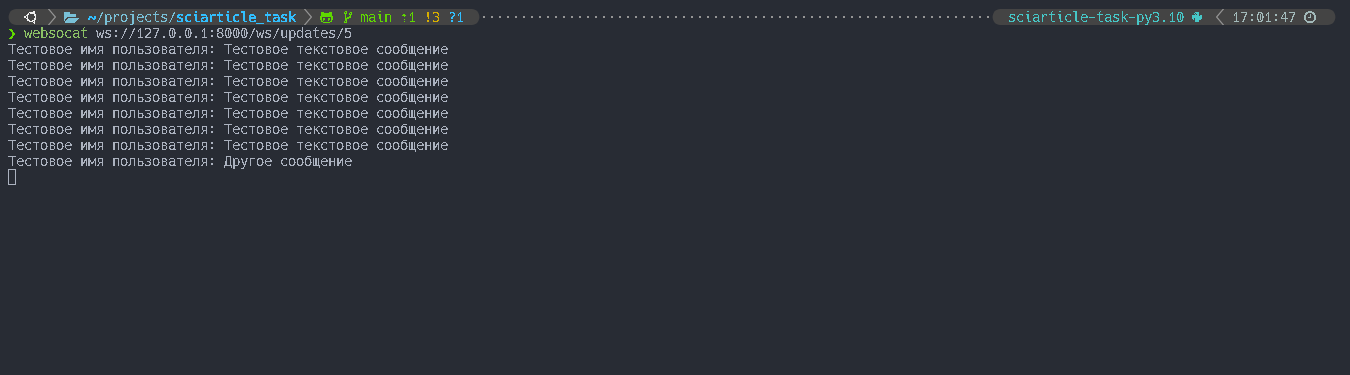 ~/projects/sciarticle_task main ⇡1 !3 ?1 sciarticle-task-py3.10 17:01:47
❯ websocat ws://127.0.0.1:8000/ws/updates/5
Тестовое имя пользователя: Тестовое текстовое сообщение
Тестовое имя пользователя: Тестовое текстовое сообщение
Тестовое имя пользователя: Тестовое текстовое сообщение
Тестовое имя пользователя: Тестовое текстовое сообщение
Тестовое имя пользователя: Тестовое текстовое сообщение
Тестовое имя пользователя: Тестовое текстовое сообщение
Тестовое имя пользователя: Тестовое текстовое сообщение
Тестовое имя пользователя: Другое сообщение